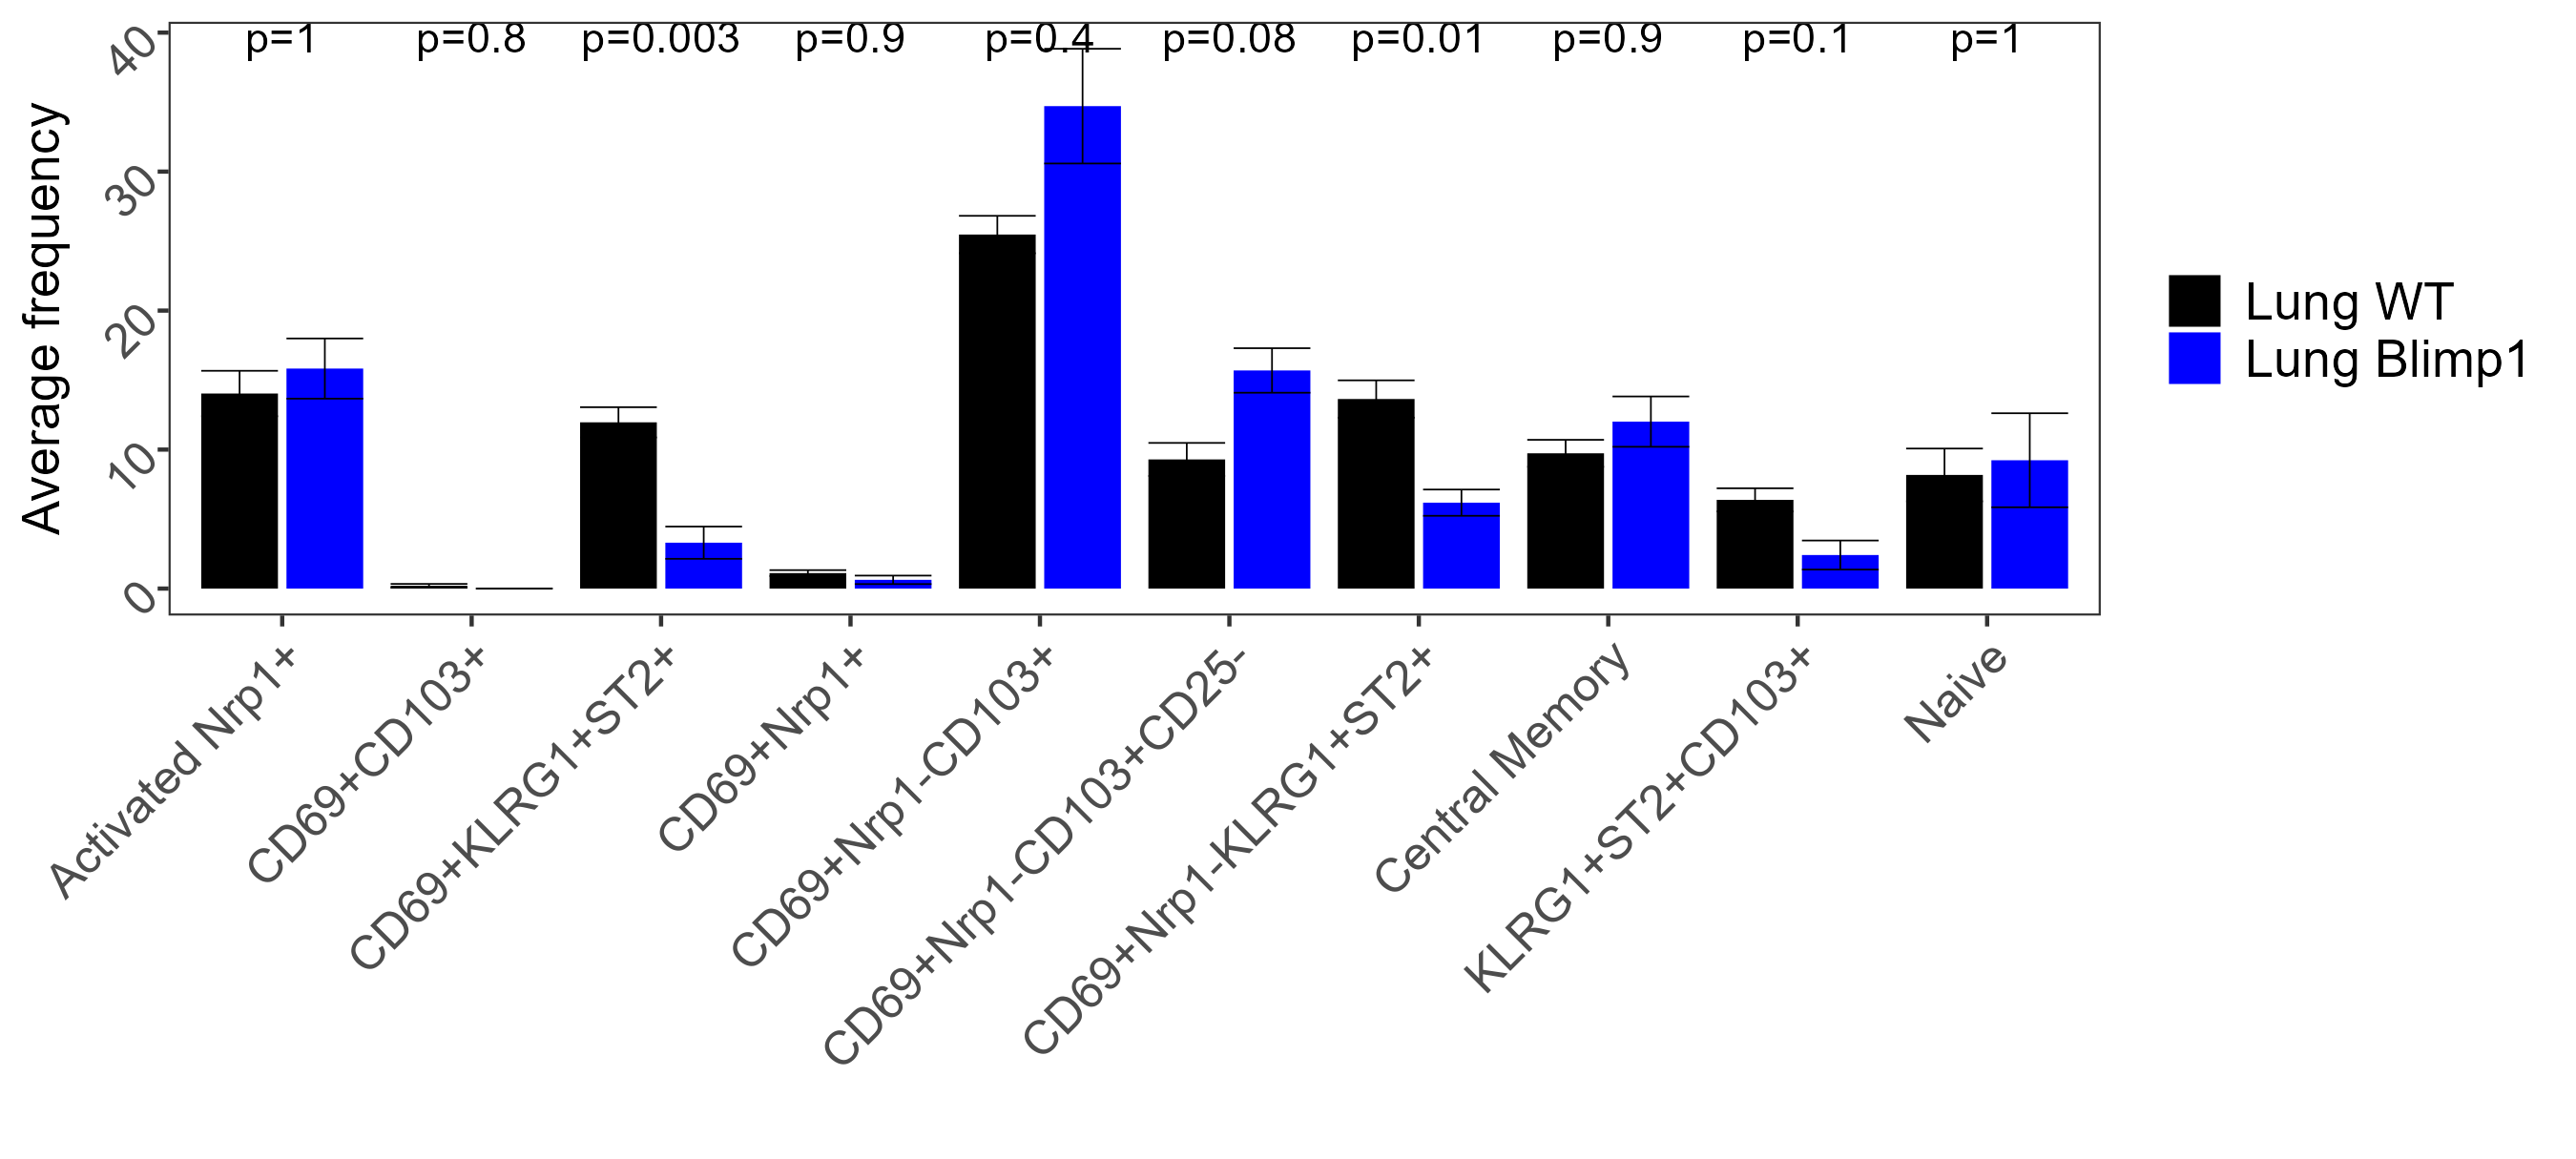 p=1 p=0.8 p=0.003 p=0.9 p=0.4 p=0.08 p=0.01 p=0.9 p=0.1 p=1
Average frequency
40
30
20
10
0
Lung WT
Lung Blimp1
Activated Nrp1+
CD69+CD103+
CD69+KLRG1+ST2+
CD69+Nrp1+
CD69+Nrp1-CD103+
CD69+Nrp1-CD103+CD25-
CD69+Nrp1-KLRG1+ST2+
Central Memory
KLRG1+ST2+CD103+
Naive